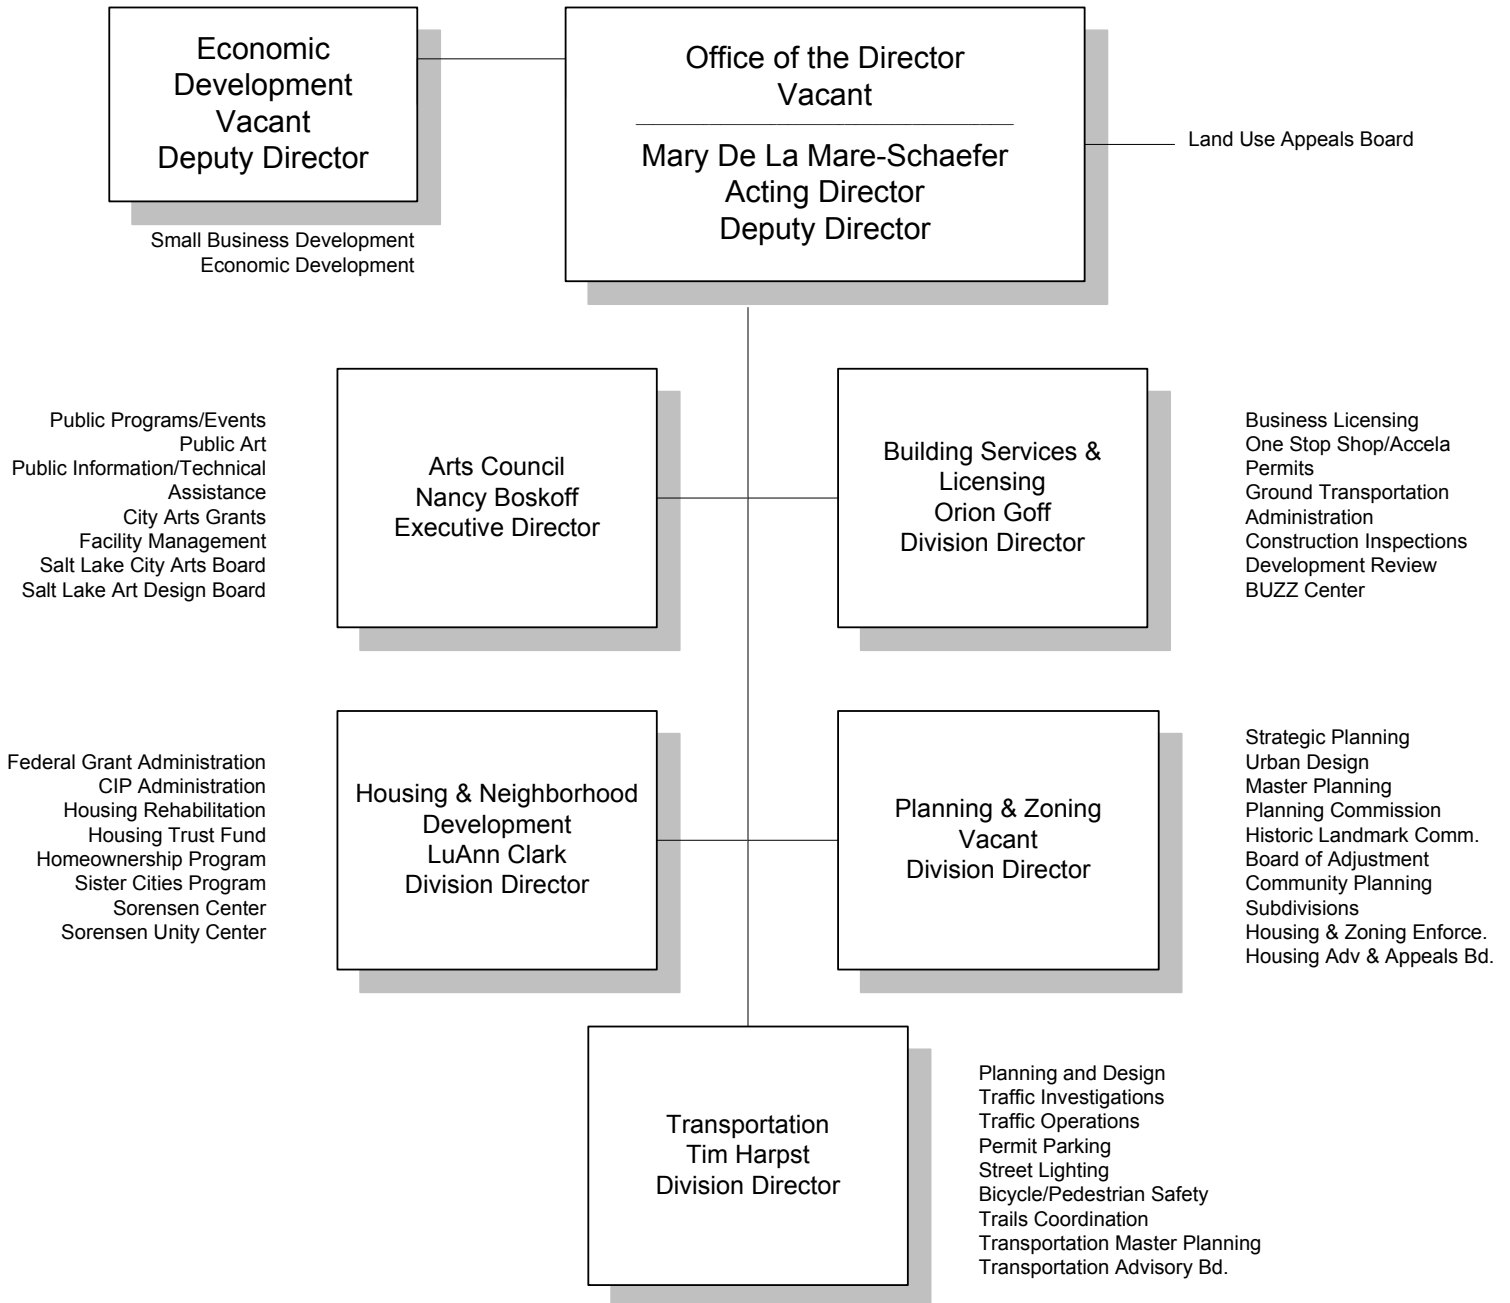 Economic
Development
Vacant
Deputy Director
Small Business Development
Economic Development
Office of the Director
Vacant
Mary De La Mare-Schaefer
Acting Director
Deputy Director
Land Use Appeals Board
Public Programs/Events
Public Art
Public Information/Technical
Assistance
City Arts Grants
Facility Management
Salt Lake City Arts Board
Salt Lake Art Design Board
Arts Council
Nancy Boskoff
Executive Director
Building Services &
Licensing
Orion Goff
Division Director
Business Licensing
One Stop Shop/Accela
Permits
Ground Transportation
Administration
Construction Inspections
Development Review
BUZZ Center
Federal Grant Administration
CIP Administration
Housing Rehabilitation
Housing Trust Fund
Homeownership Program
Sister Cities Program
Sorensen Center
Sorensen Unity Center
Housing & Neighborhood
Development
LuAnn Clark
Division Director
Planning & Zoning
Vacant
Division Director
Strategic Planning
Urban Design
Master Planning
Planning Commission
Historic Landmark Comm.
Board of Adjustment
Community Planning
Subdivisions
Housing & Zoning Enforce.
Housing Adv & Appeals Bd.
Transportation
Tim Harpst
Division Director
Planning and Design
Traffic Investigations
Traffic Operations
Permit Parking
Street Lighting
Bicycle/Pedestrian Safety
Trails Coordination
Transportation Master Planning
Transportation Advisory Bd.